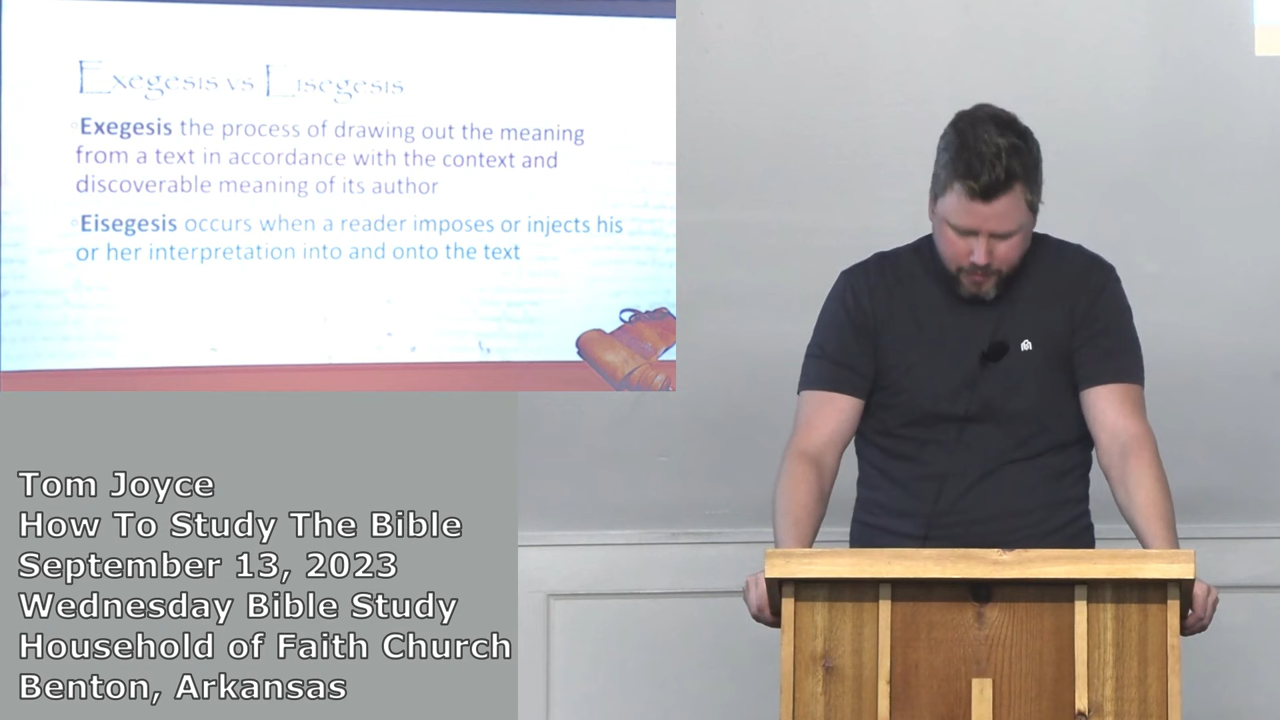 Exegesis vs Eisegesis
Exegesis the process of drawing out the meaning
from a text in accordance with the context and
discoverable meaning of its author
Eisegesis occurs when a reader imposes or injects his
or her interpretation into and onto the text
Tom Joyce
How To Study The Bible
September 13, 2023
Wednesday Bible Study
Household of Faith Church
Benton, Arkansas